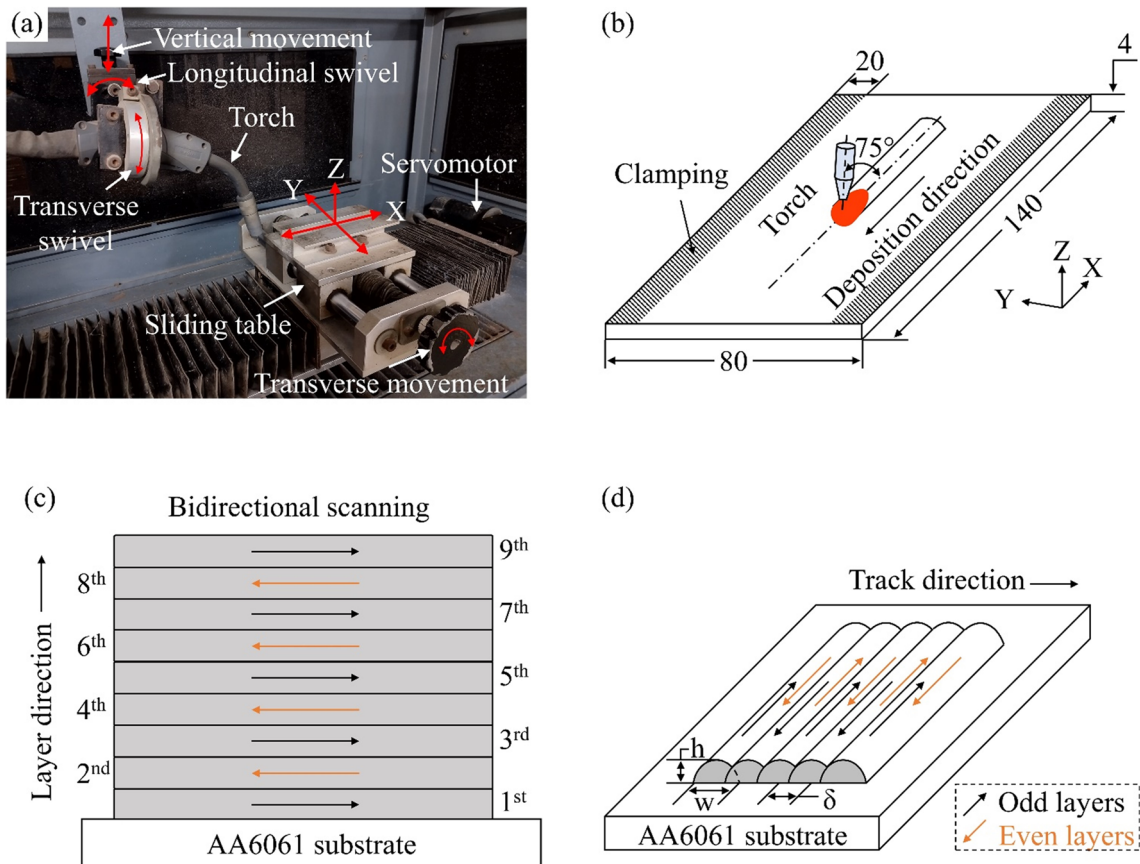 (a)
Vertical movement
Longitudinal swivel
Torch
Servomotor
Z
Y
X
Transverse
swivel
Sliding table
Transverse movement
(b)
20
4
Clamping
75°
Torch
Deposition direction
140
Z
X
Y
80
(c)
Bidirectional scanning
9th
8th
7th
6th
5th
4th
3rd
2nd
1st
Layer direction
AA6061 substrate
(d)
Track direction
h
w
δ
AA6061 substrate
Odd layers
Even layers